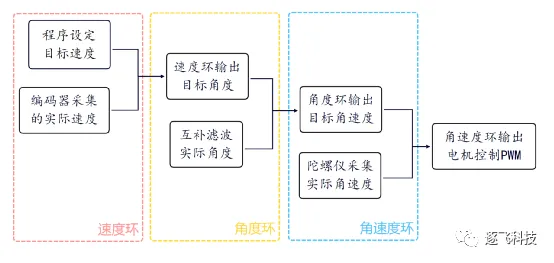 程序设定
目标速度
编码器采集
的实际速度
速度环
速度环输出
目标角度
互补滤波
实际角度
角度环
角度环输出
目标角速度
陀螺仪采集
实际角速度
角速度环
角速度环输出
电机控制PWM
逐飞科技